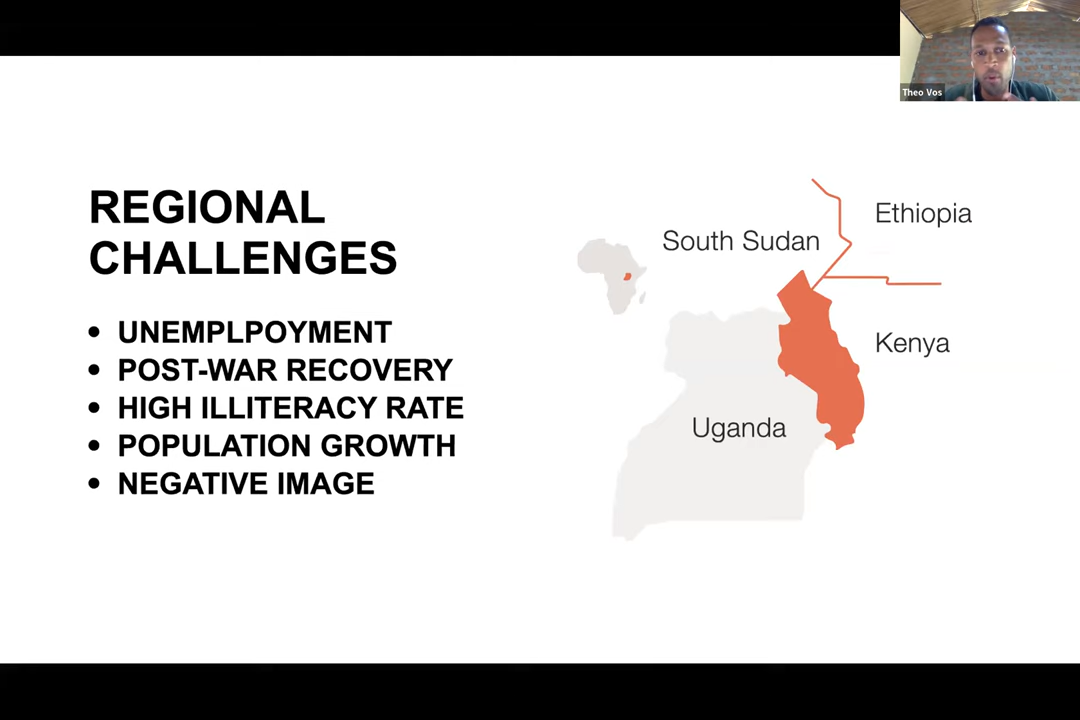 Theo Vos
REGIONAL
CHALLENGES
• UNEMPLPOYMENT
• POST-WAR RECOVERY
• HIGH ILLITERACY RATE
• POPULATION GROWTH
• NEGATIVE IMAGE
South Sudan
Ethiopia
Kenya
Uganda